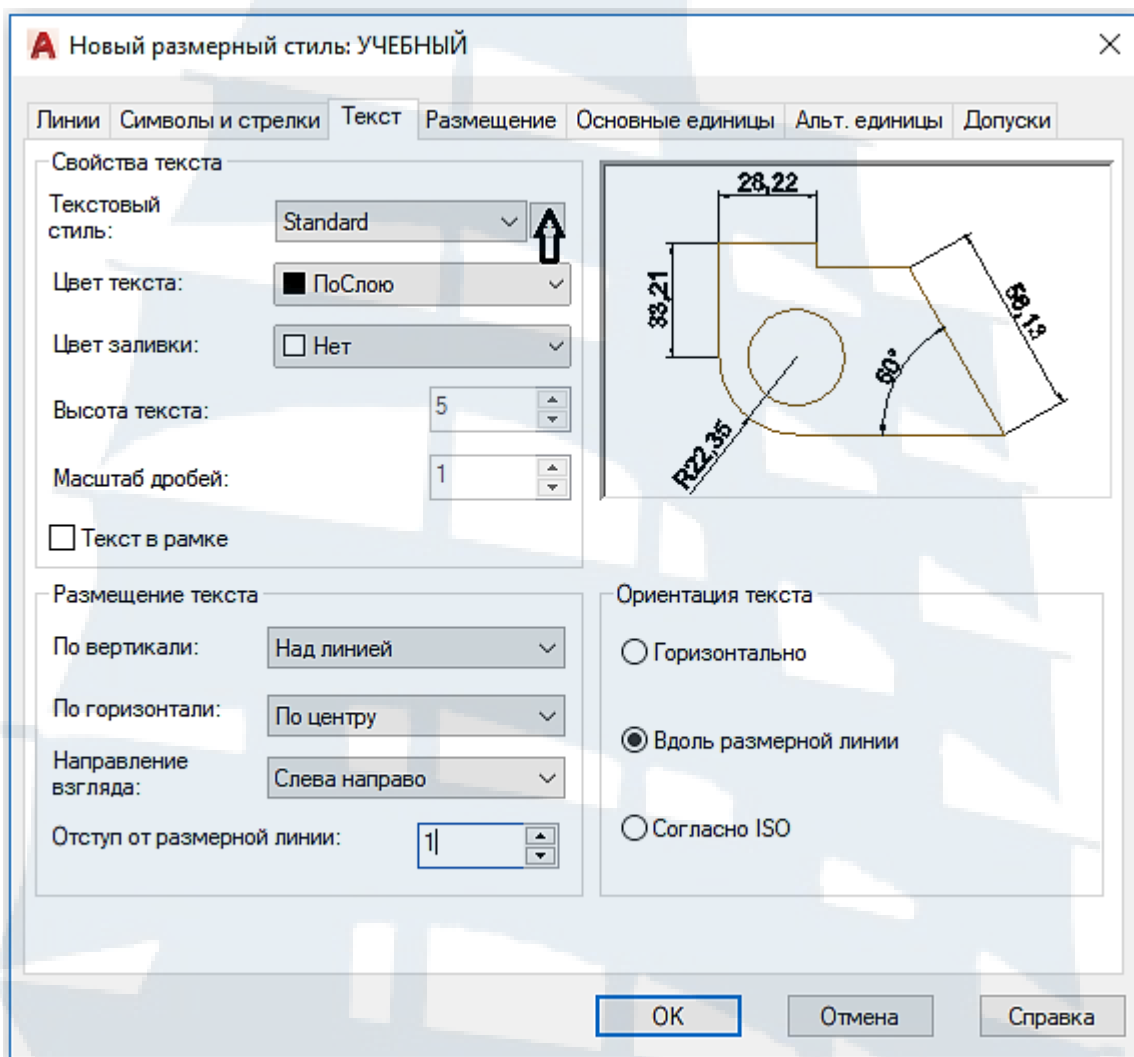 Новый размерный стиль: УЧЕБНЫЙ
Линии Символы и стрелки Текст Размещение Основные единицы Альт. единицы Допуски
Свойства текста
Текстовый
стиль:
Standard
Цвет текста:
ПоСлою
Цвет заливки:
Нет
Высота текста:
5
Масштаб дробей:
1
Текст в рамке
28,22
33,21
58,13
60°
R22,35
Размещение текста
По вертикали:
Над линией
По горизонтали:
По центру
Направление
взгляда:
Слева направо
Отступ от размерной линии:
1
Ориентация текста
Горизонтально
Вдоль размерной линии
Согласно ISO
OK Отмена Справка